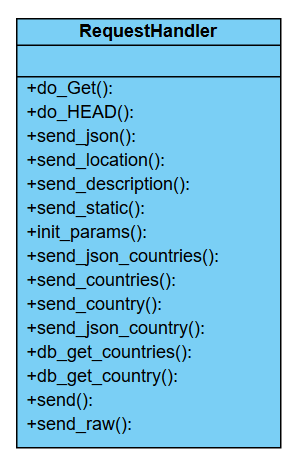 RequestHandler
+do_Get():
+do_HEAD():
+send_json():
+send_location():
+send_description():
+send_static():
+init_params():
+send_json_countries():
+send_countries():
+send_country():
+send_json_country():
+db_get_countries():
+db_get_country():
+send():
+send_raw():